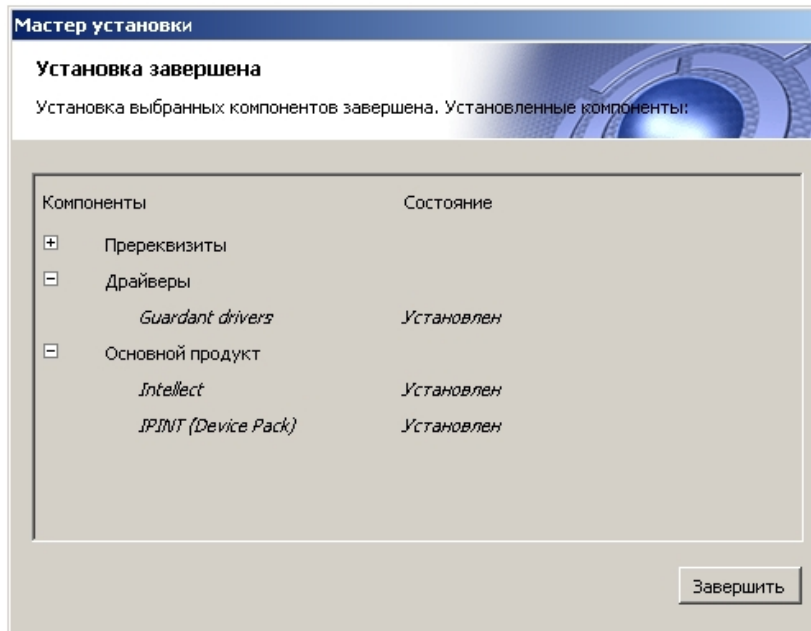 Мастер установки
Установка завершена
Установка выбранных компонентов завершена. Установленные компоненты:
Компоненты Состояние
Пререквизиты
Драйверы
Guardant drivers Установлен
Основной продукт
Intellect Установлен
IPINT (Device Pack) Установлен
Завершить